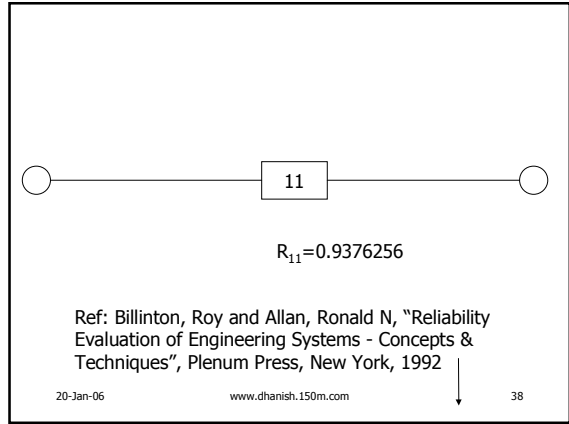 11
R₁₁=0.9376256
Ref: Billinton, Roy and Allan, Ronald N, “Reliability
Evaluation of Engineering Systems - Concepts &
Techniques”, Plenum Press, New York, 1992
20-Jan-06 www.dhanish.150m.com 38